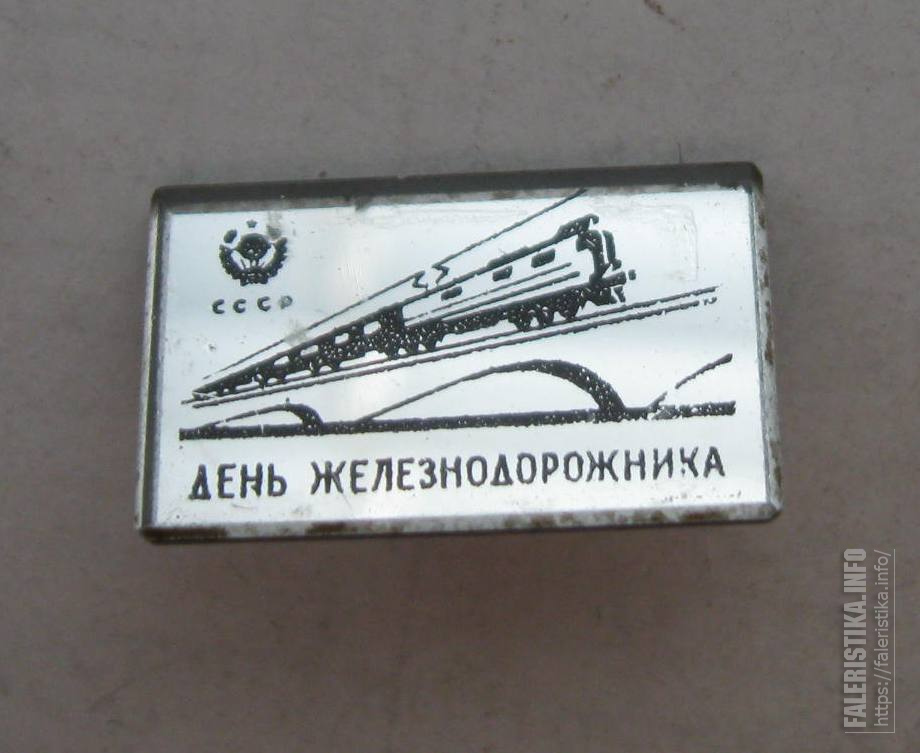 СССР
ДЕНЬ ЖЕЛЕЗНОДОРОЖНИКА
FALERISTIKA.INFO
https://faleristika.info/